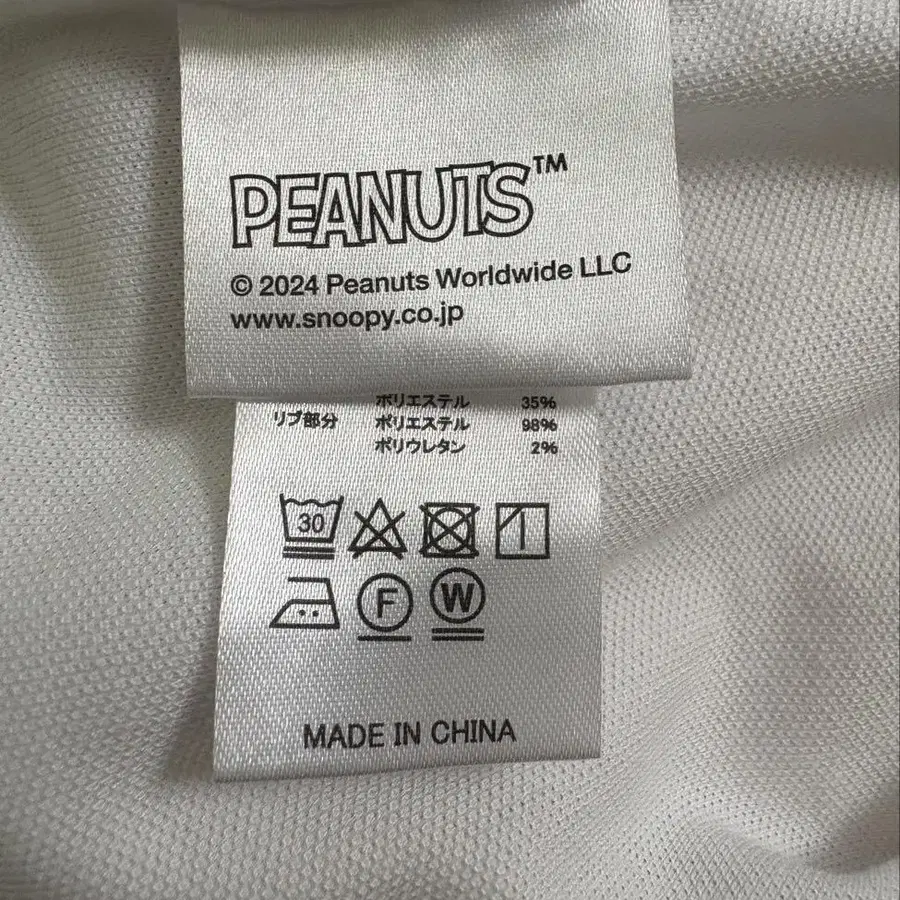 PEANUTS™
© 2024 Peanuts Worldwide LLC
www.snoopy.co.jp
ポリエステル 35%
リブ部分 ポリエステル 98%
ポリウレタン 2%
30
F W
MADE IN CHINA